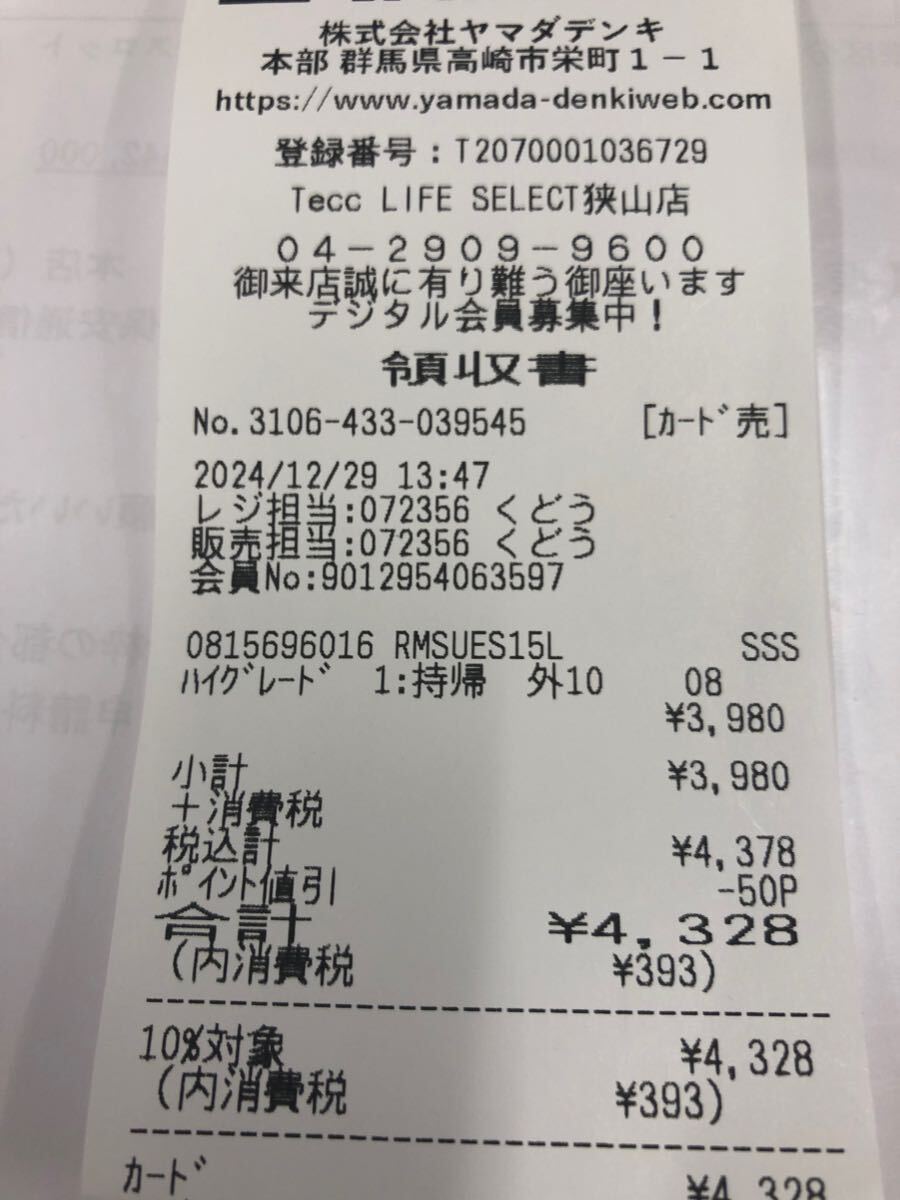 株式会社ヤマダデンキ
本部 群馬県高崎市栄町1-1
https://www.yamada-denkiweb.com
登録番号:T2070001036729
Tecc LIFE SELECT狭山店
04-2909-9600
御来店誠に有り難う御座います
デジタル会員募集中!
領収書
No.3106-433-039545 [カード売]
2024/12/29 13:47
レジ担当:072356 くどう
販売担当:072356 くどう
会員No:9012954063597
0815696016 RMSUES15L SSS
ハイグレード 1:持帰 外10 08
¥3,980
小計 ¥3,980
+消費税
税込計 ¥4,378
ポイント値引 -50P
合計 ¥4,328
(内消費税 ¥393)
10%対象 ¥4,328
(内消費税 ¥393)
カード ¥4,328